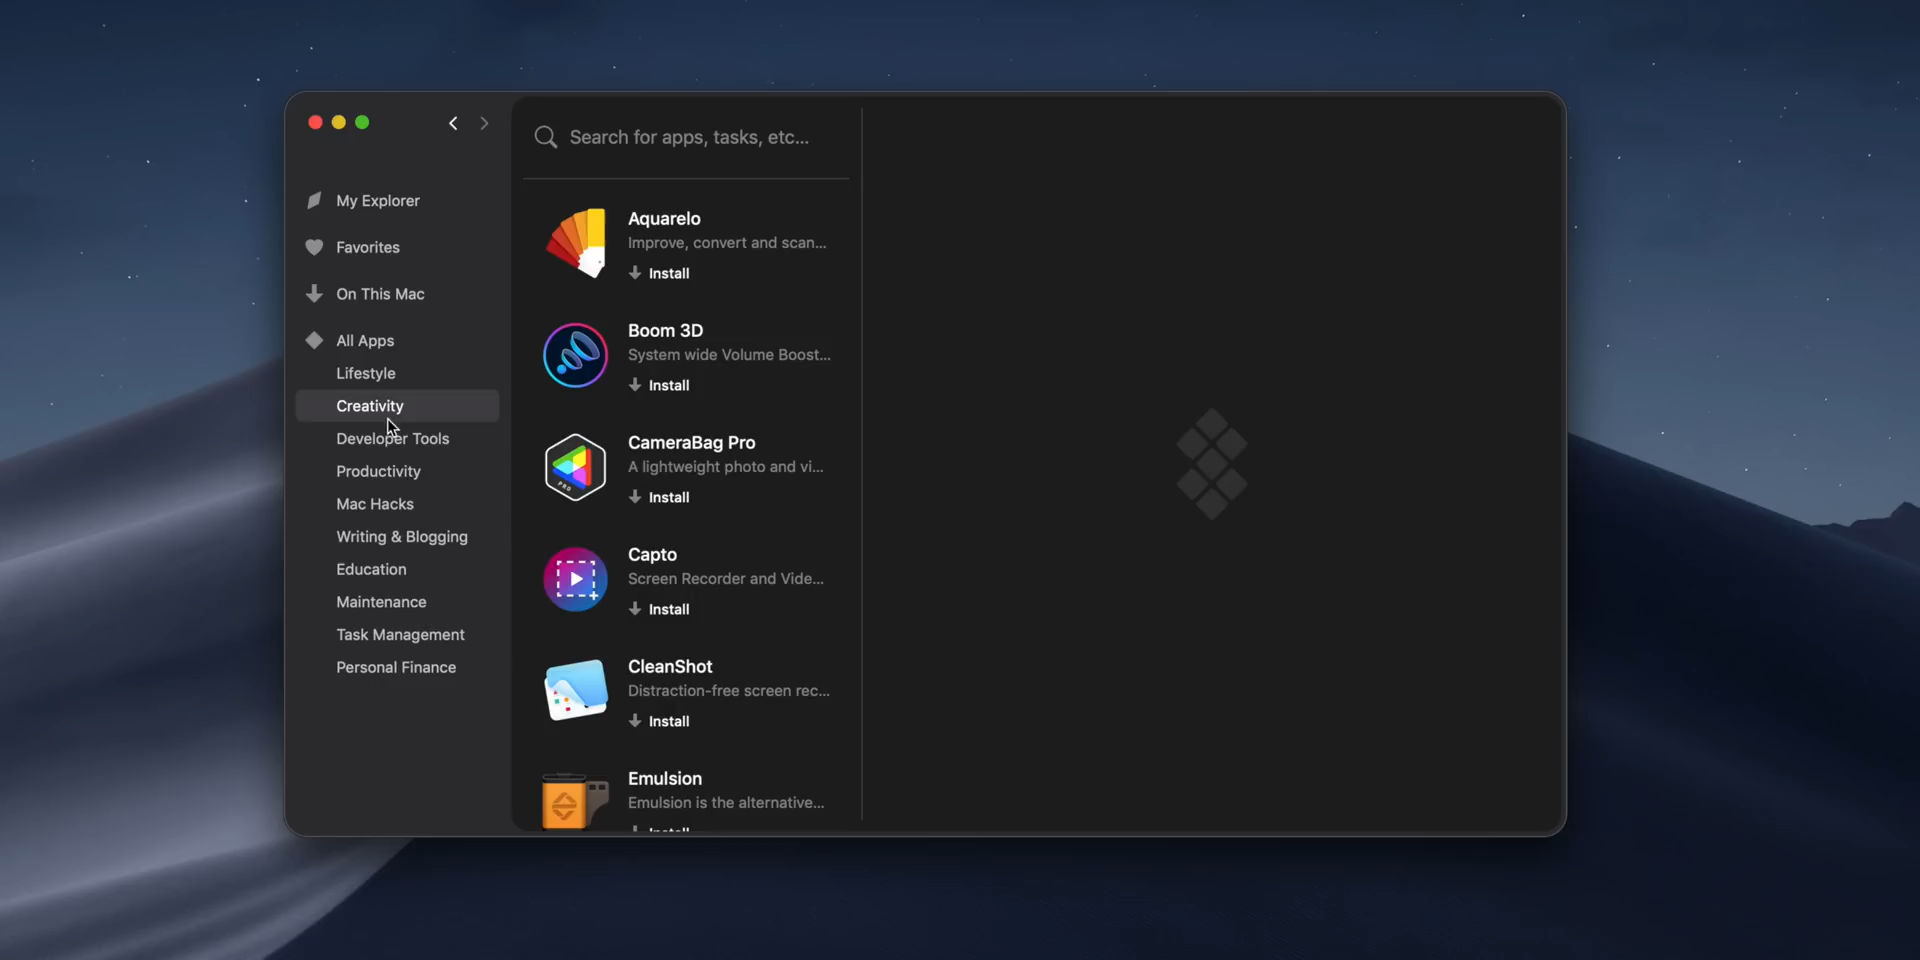 My Explorer
Favorites
On This Mac
All Apps
Lifestyle
Creativity
Developer Tools
Productivity
Mac Hacks
Writing & Blogging
Education
Maintenance
Task Management
Personal Finance
Search for apps, tasks, etc...
Aquarelo
Improve, convert and scan...
Install
Boom 3D
System wide Volume Boost...
Install
CameraBag Pro
A lightweight photo and vi...
Install
PRO
Capto
Screen Recorder and Vide...
Install
CleanShot
Distraction-free screen rec...
Install
Emulsion
Emulsion is the alternative...
Install